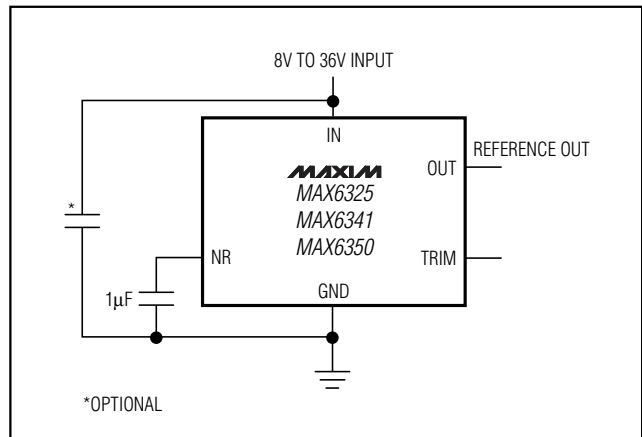 8V TO 36V INPUT
IN
REFERENCE OUT
OUT
MAXIM
MAX6325
MAX6341
MAX6350
*
NR
TRIM
1μF
GND
*OPTIONAL